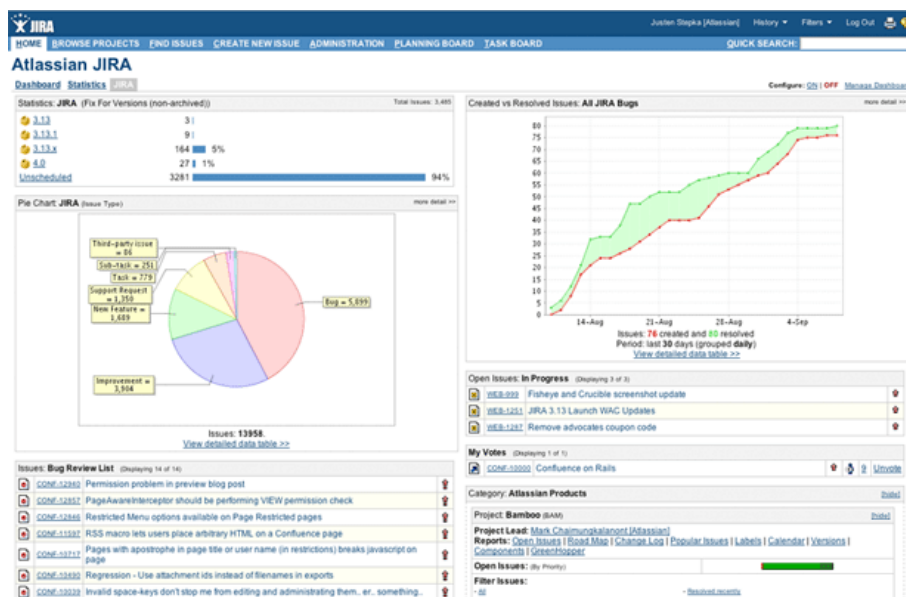 JIRA
Justen Stepka [Atlassian] History Filters Log Out
HOME BROWSE PROJECTS FIND ISSUES CREATE NEW ISSUE ADMINISTRATION PLANNING BOARD TASK BOARD QUICK SEARCH:
Atlassian JIRA
Dashboard Statistics JIRA
Configure: ON | OFF Manage Dashboard
Statistics: JIRA (Fix For Versions (non-archived)) Total Issues: 3,485
3.13 3
3.13.1 9
3.13.x 164 5%
4.0 27 1%
Unscheduled 3281 94%
Pie Chart: JIRA (Issue Type) more detail >>
Third-party issue
= 86
Sub-task = 251
Task = 779
Support Request
= 1,350
New Feature =
1,689
Improvement =
3,904
Bug = 5,899
Issues: 13958.
View detailed data table >>
Issues: Bug Review List (Displaying 14 of 14)
CONF-12940 Permission problem in preview blog post
CONF-12857 PageAwareInterceptor should be performing VIEW permission check
CONF-12846 Restricted Menu options available on Page Restricted pages
CONF-11597 RSS macro lets users place arbitrary HTML on a Confluence page
CONF-10717 Pages with apostrophe in page title or user name (in restrictions) breaks javascript on
page
CONF-10490 Regression - Use attachment ids instead of filenames in exports
CONF-10039 Invalid space-keys don't stop me from editing and administrating them.. er.. something..
Created vs Resolved Issues: All JIRA Bugs more detail >>
80
75
70
65
60
55
50
45
40
35
30
25
20
15
10
5
0
14-Aug 21-Aug 28-Aug 4-Sep
Issues: 76 created and 80 resolved
Period: last 30 days (grouped daily)
View detailed data table >>
Open Issues: In Progress (Displaying 3 of 3)
WEB-999 Fisheye and Crucible screenshot update
WEB-1251 JIRA 3.13 Launch WAC Updates
WEB-1287 Remove advocates coupon code
My Votes (Displaying 1 of 1)
CONF-10000 Confluence on Rails 9 Unvote
Category: Atlassian Products [hide]
Project: Bamboo (BAM) [hide]
Project Lead: Mark Chaimungkalanont [Atlassian]
Reports: Open Issues | Road Map | Change Log | Popular Issues | Labels | Calendar | Versions |
Components | GreenHopper
Open Issues: (By Priority)
Filter Issues:
- All - Resolved recently